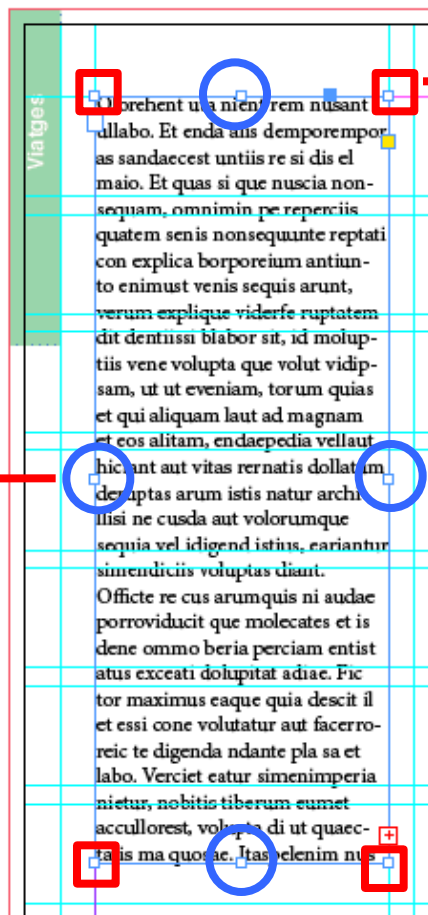 Viatges
orehent ut a nient rem nusant
ullabo. Et enda alis demporempor
as sandaecest untiis re si dis el
maio. Et quas si que nuscia non-
sequam, omnimin pe reperciis
quatem senis nonsequunte reptati
con explica borporeium antiun-
to enimust venis sequis arunt,
verum explique viderfe ruptatem
dit dentiissi blabor sit, id molup-
tiis vene volupta que volut vidip-
sam, ut ut eveniam, torum quias
et qui aliquam laut ad magnam
et eos alitam, endaepedia vellaut
hiciant aut vitas rernatis dollatum
deruptas arum istis natur archi
llisi ne cusda aut volorumque
sequia vel idigend istius, eariantur
simendiciis voluptas diant.
Officte re cus arumquis ni audae
porroviducit que molecates et is
dene ommo beria perciam entist
atus exceati dolupitat adiae. Fic
tor maximus eaque quia descit il
et essi cone volutatur aut facerro-
reic te digenda ndante pla sa et
labo. Verciet eatur simenimperia
nietur, nobitis tiberum eumet
accullorest, volupta di ut quaec-
tatis ma quosae. Itaspelenim nus